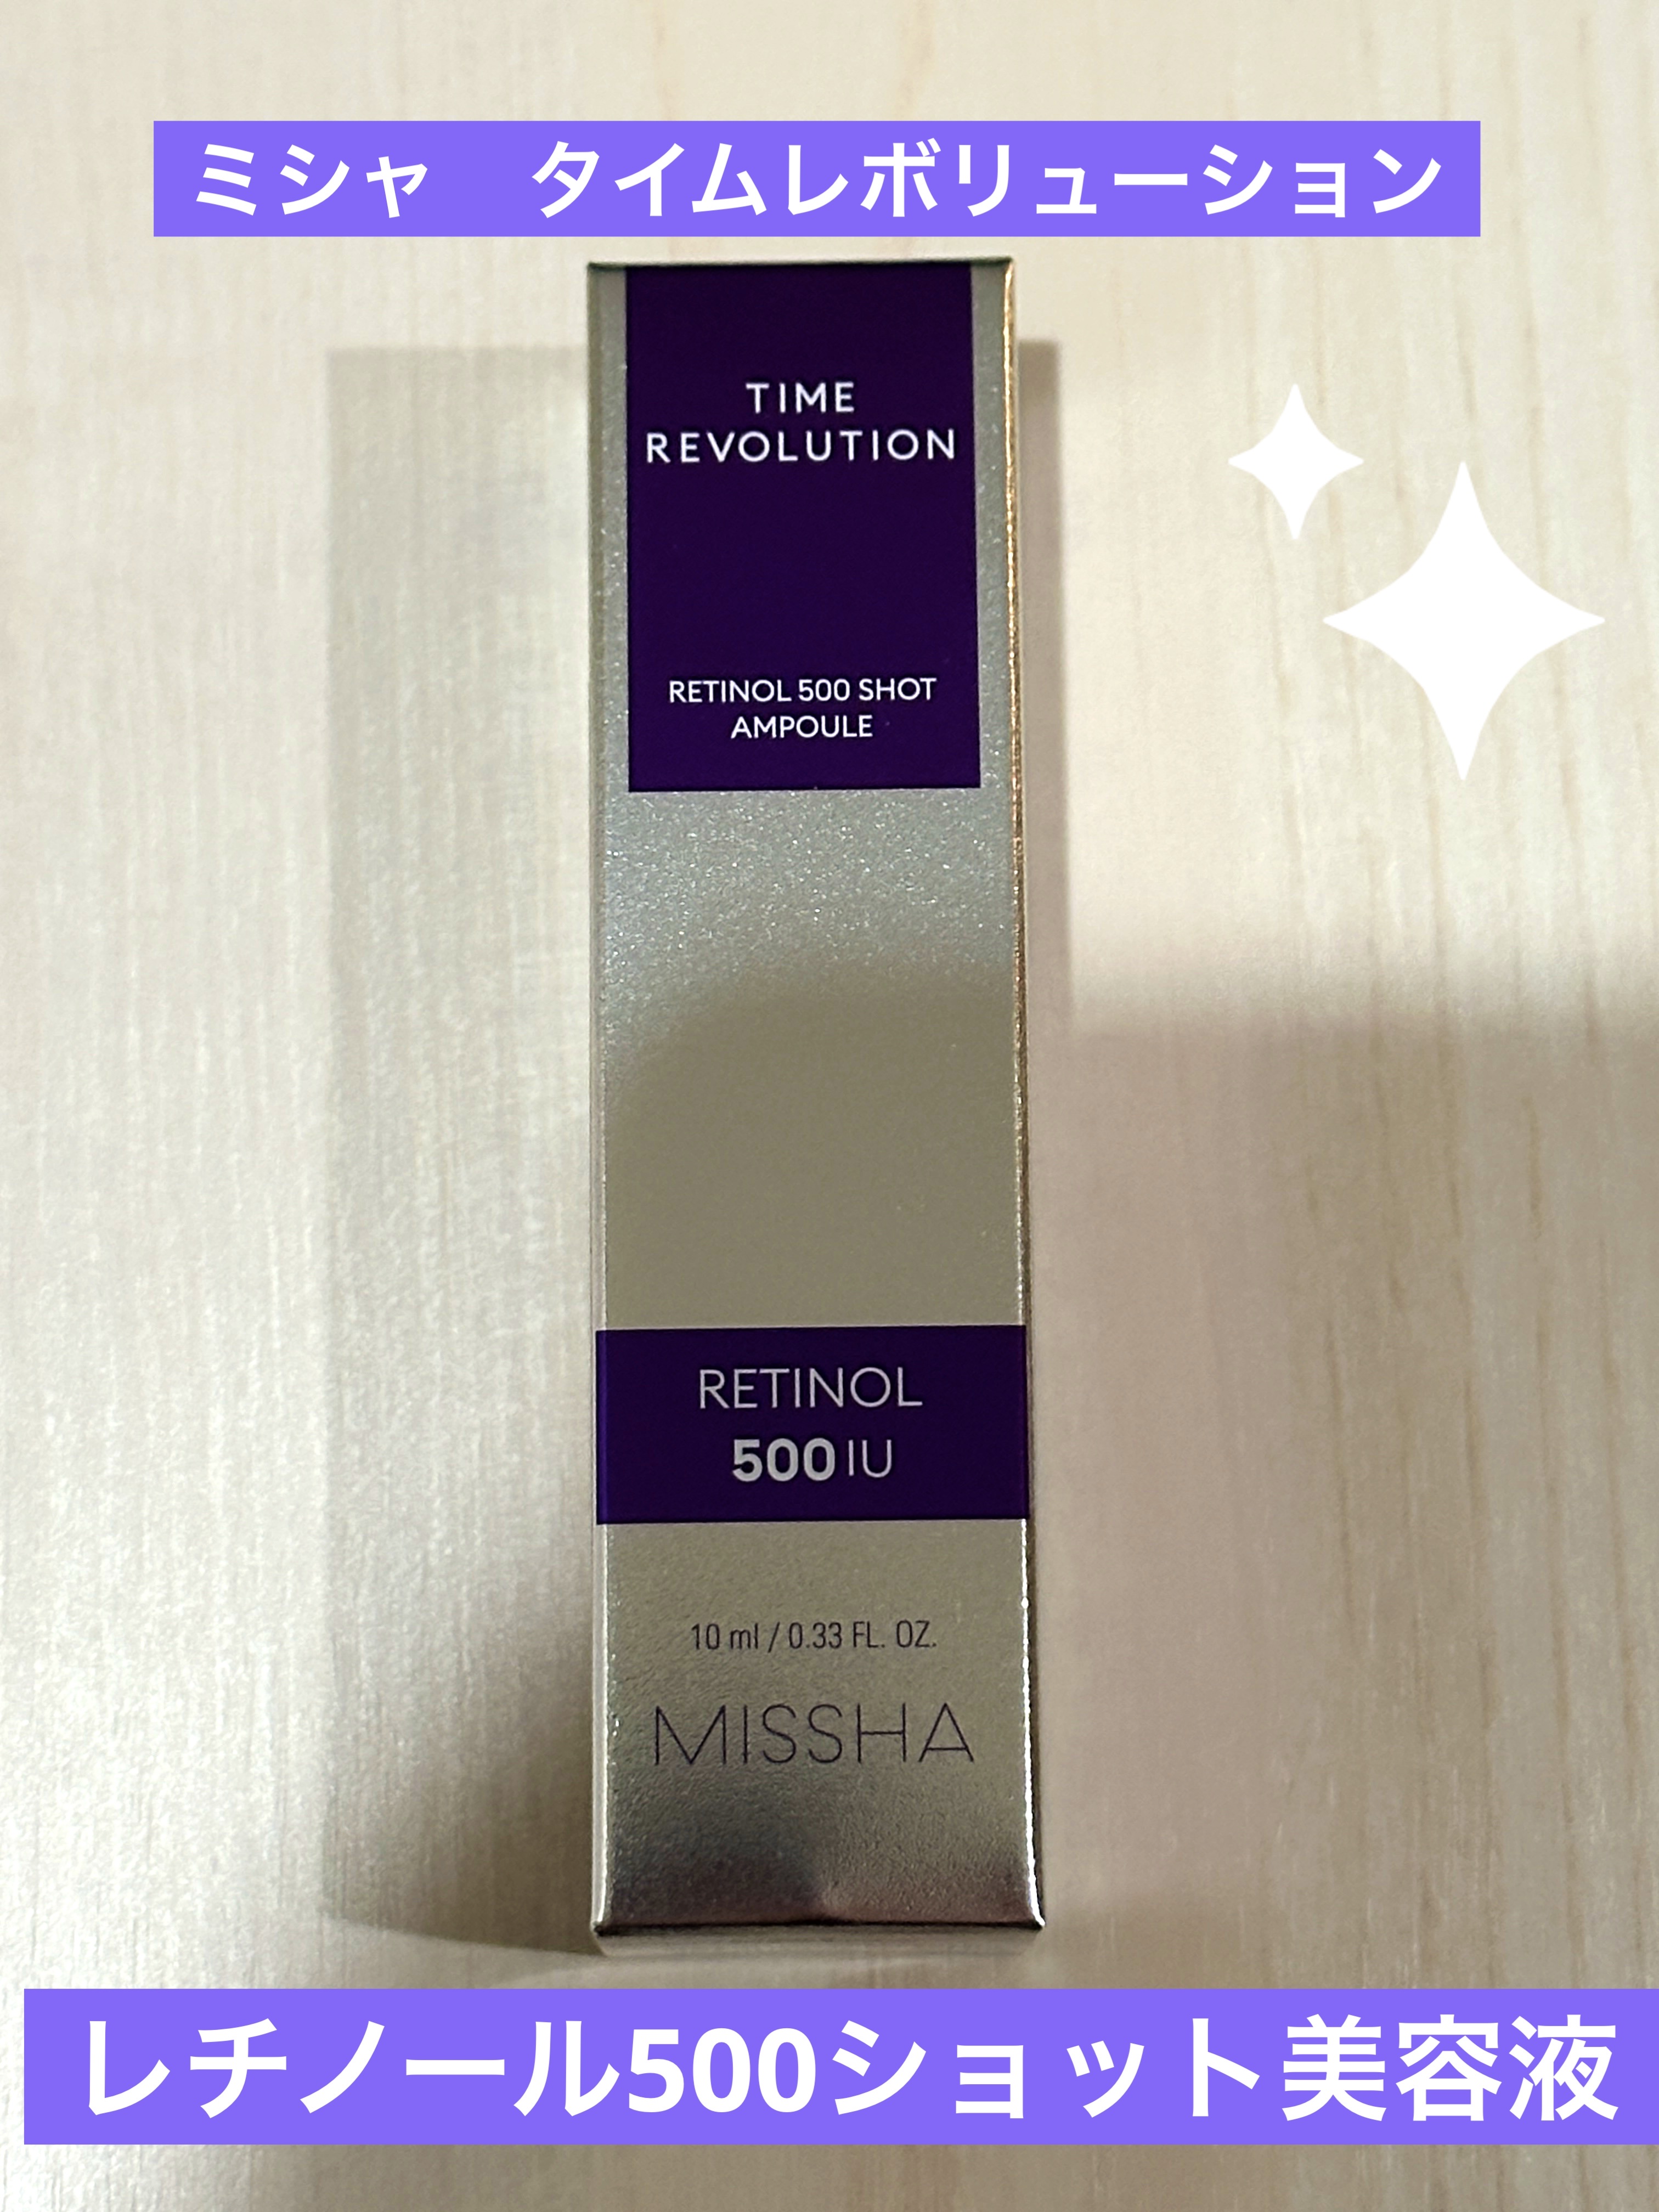 ミシャ　タイムレボリューション
TIME
REVOLUTION
RETINOL 500 SHOT
AMPOULE
RETINOL
500 IU
10 ml / 0.33 FL. OZ.
MISSHA
レチノール500ショット美容液